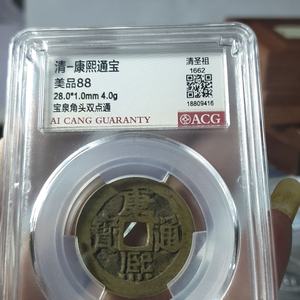 清-康熙通宝
美品88
28.0*1.0mm 4.0g
宝泉角头双点通
AI CANG GUARANTY
清圣祖
1662
18809416
ACG
康熙通寳